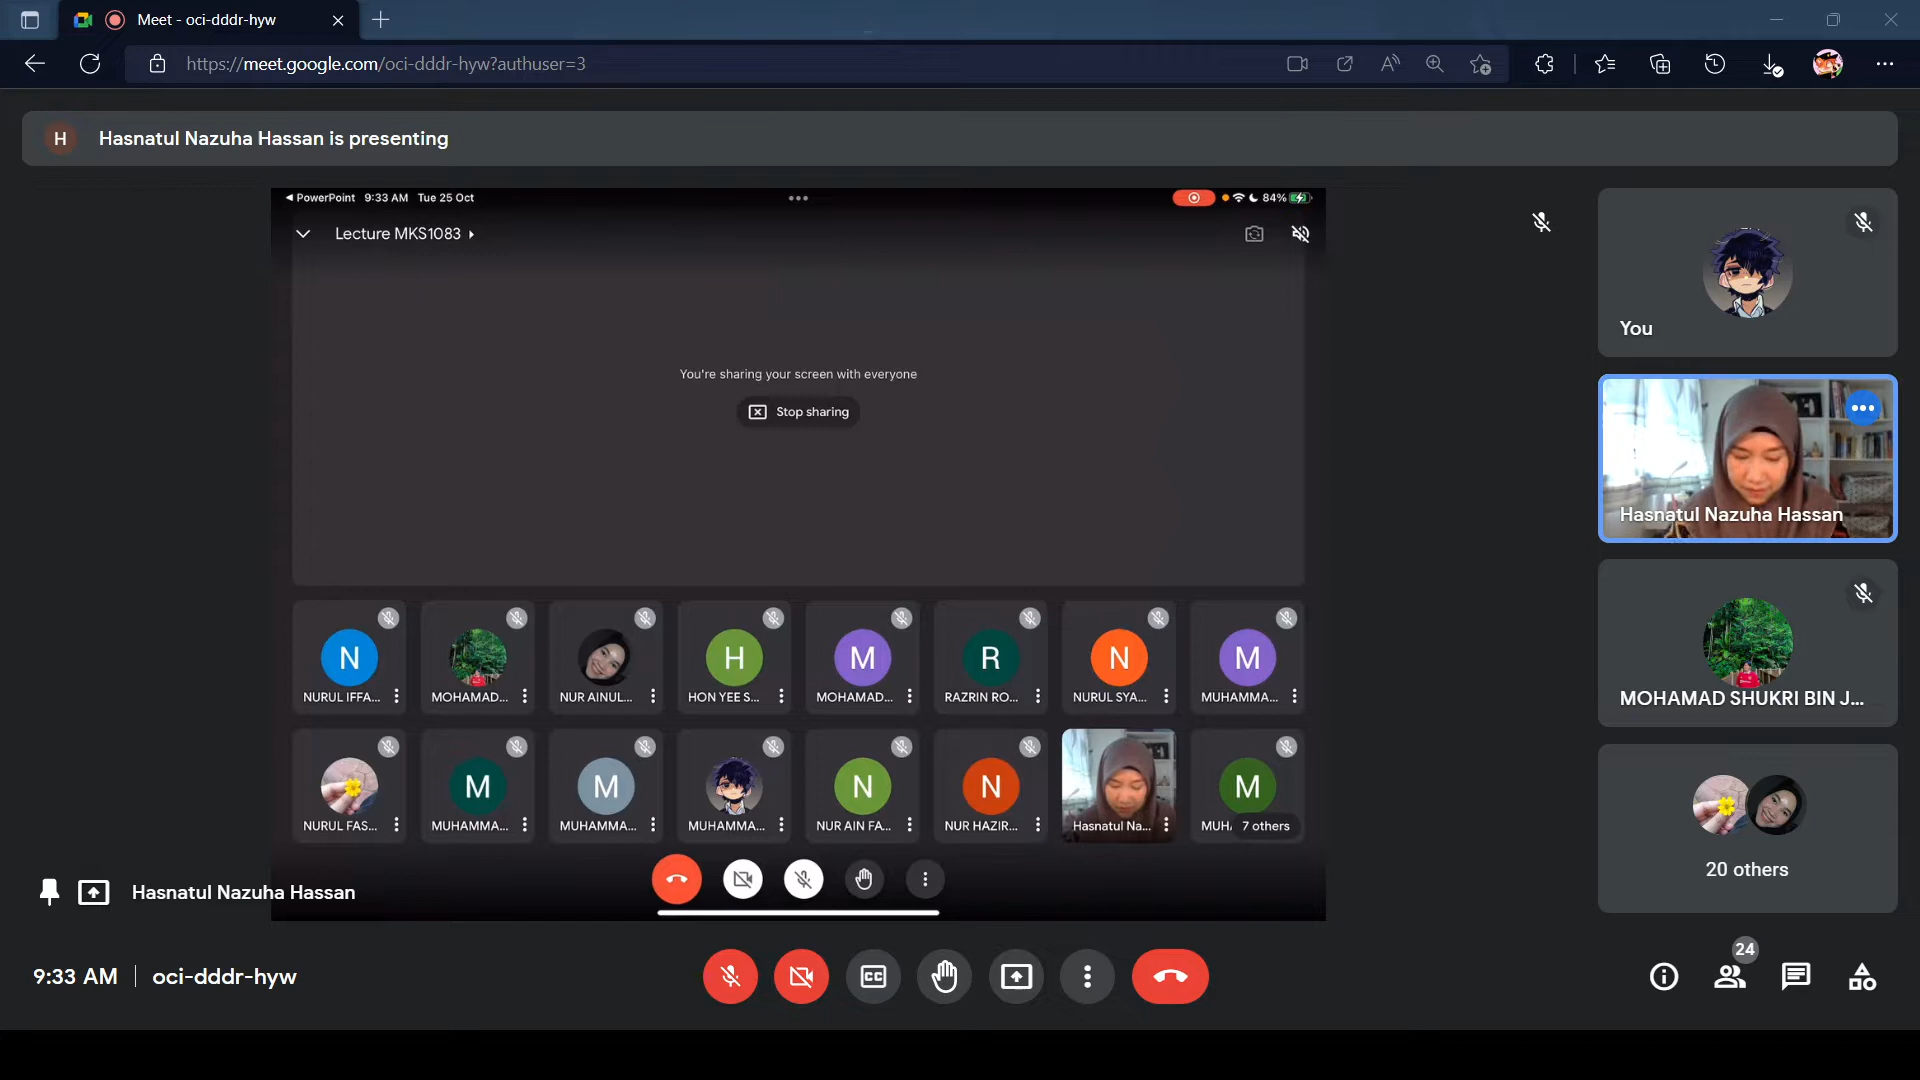 Meet - oci-dddr-hyw
https://meet.google.com/oci-dddr-hyw?authuser=3
H Hasnatul Nazuha Hassan is presenting
PowerPoint 9:33 AM Tue 25 Oct
84%
Lecture MKS1083
You're sharing your screen with everyone
Stop sharing
N
H
M
R
N
M
NURUL IFFA...
MOHAMAD...
NUR AINUL...
HON YEE S...
MOHAMAD...
RAZRIN RO...
NURUL SYA...
MUHAMMA...
M
M
N
N
M
NURUL FAS...
MUHAMMA...
MUHAMMA...
MUHAMMA...
NUR AIN FA...
NUR HAZIR...
Hasnatul Na...
MUH
7 others
You
Hasnatul Nazuha Hassan
MOHAMAD SHUKRI BIN J...
20 others
Hasnatul Nazuha Hassan
9:33 AM | oci-dddr-hyw
CC
24